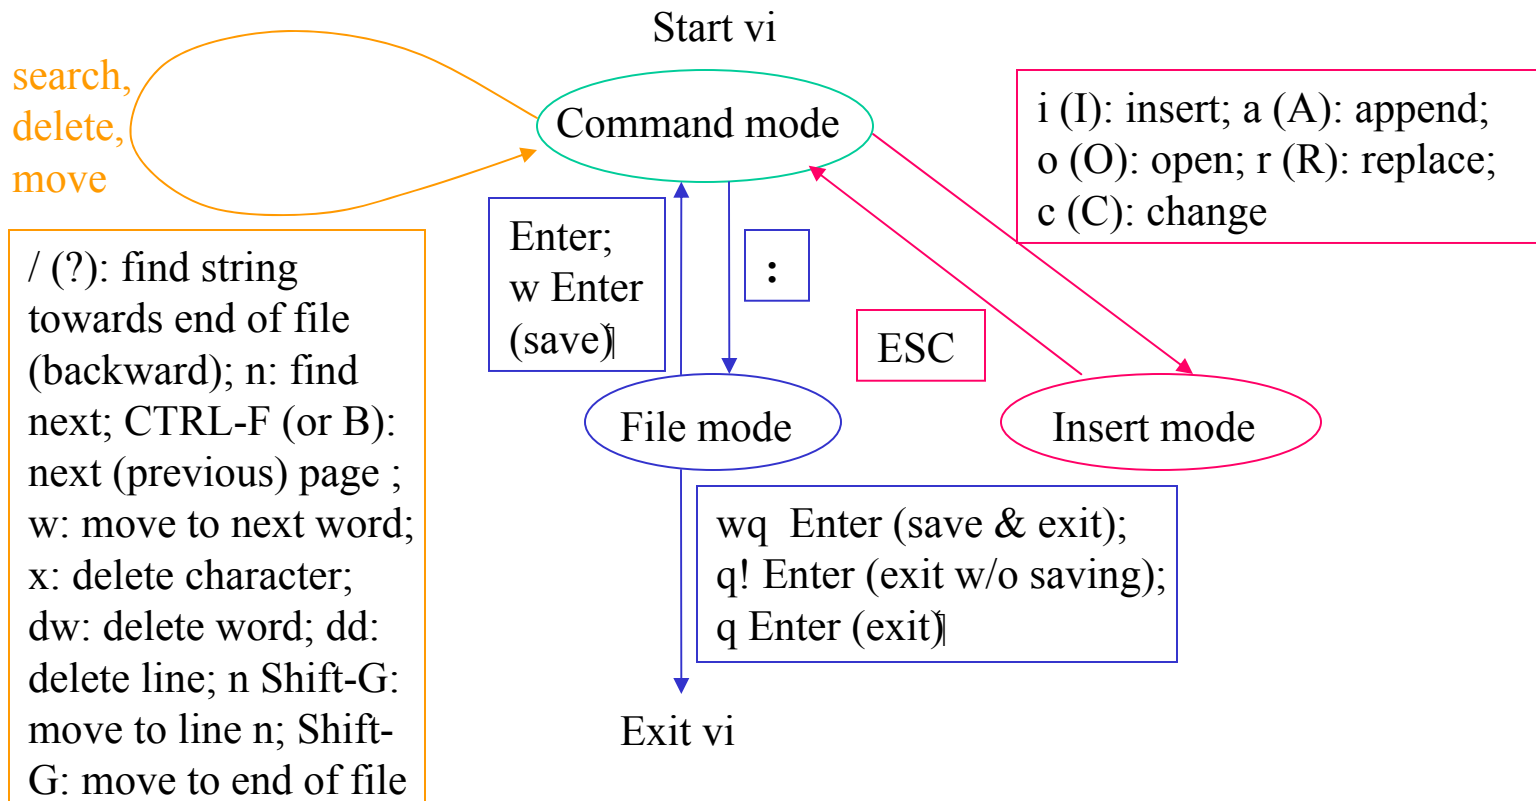 Start vi
search,
delete,
move
Command mode
i (I): insert; a (A): append;
o (O): open; r (R): replace;
c (C): change
Enter;
w Enter
(save)
:
ESC
/ (?): find string
towards end of file
(backward); n: find
next; CTRL-F (or B):
next (previous) page ;
w: move to next word;
x: delete character;
dw: delete word; dd:
delete line; n Shift-G:
move to line n; Shift-
G: move to end of file
File mode
Insert mode
wq  Enter (save & exit);
q! Enter (exit w/o saving);
q Enter (exit)
Exit vi